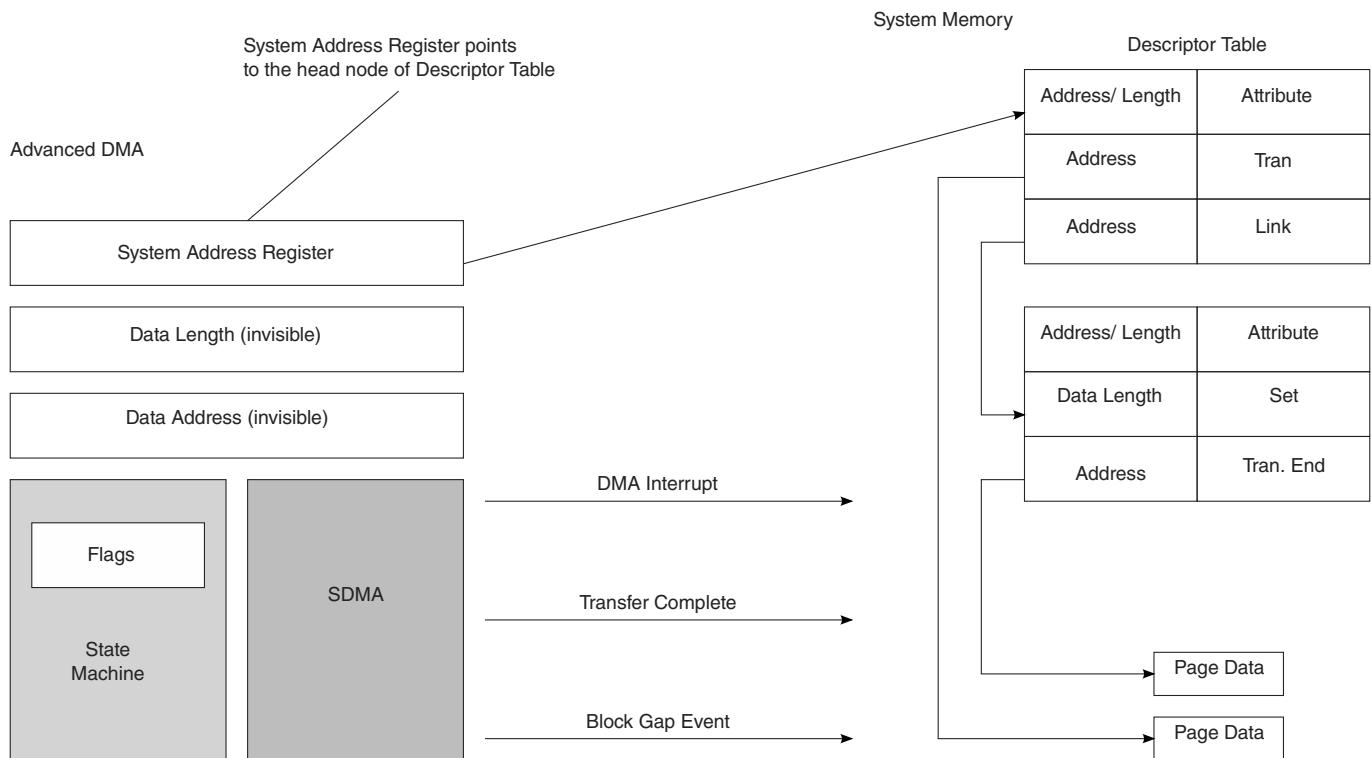 System Memory
System Address Register points
to the head node of Descriptor Table
Descriptor Table
Advanced DMA
Address/ Length
Attribute
Address
Tran
Address
Link
System Address Register
Data Length (invisible)
Data Address (invisible)
Address/ Length
Attribute
Data Length
Set
Address
Tran. End
DMA Interrupt
Flags
SDMA
Transfer Complete
State
Machine
Block Gap Event
Page Data
Page Data